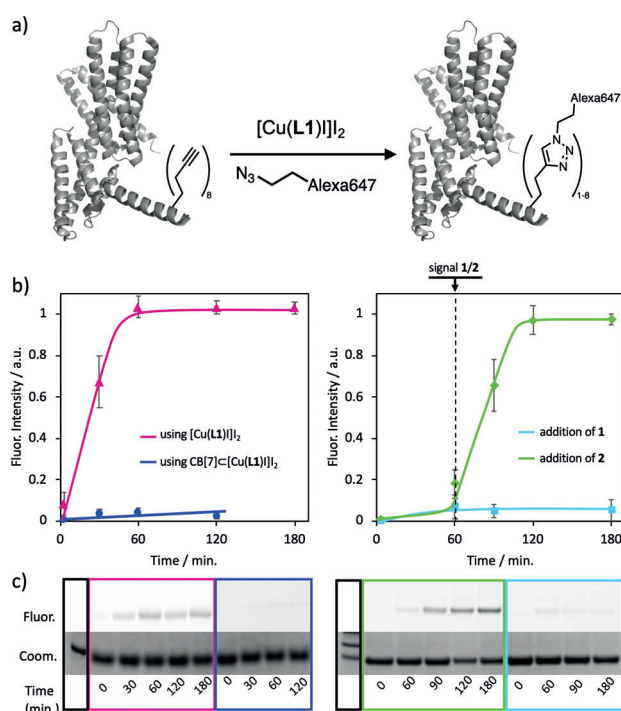 a)
[Cu(L1)I]I₂
N₃
Alexa647
8
Alexa647
N
N
N
1-8
b)
signal 1/2
Fluor. Intensity / a.u.
1
0.8
0.6
0.4
0.2
0
using [Cu(L1)I]I₂
using CB[7]⊂[Cu(L1)I]I₂
0 60 120 180
Time / min.
Fluor. Intensity / a.u.
1
0.8
0.6
0.4
0.2
0
addition of 1
addition of 2
0 60 120 180
Time / min.
c)
Fluor.
Coom.
Time
(min.)
0 30 60 120 180 0 30 60 120
0 60 90 120 180 0 60 90 120 180